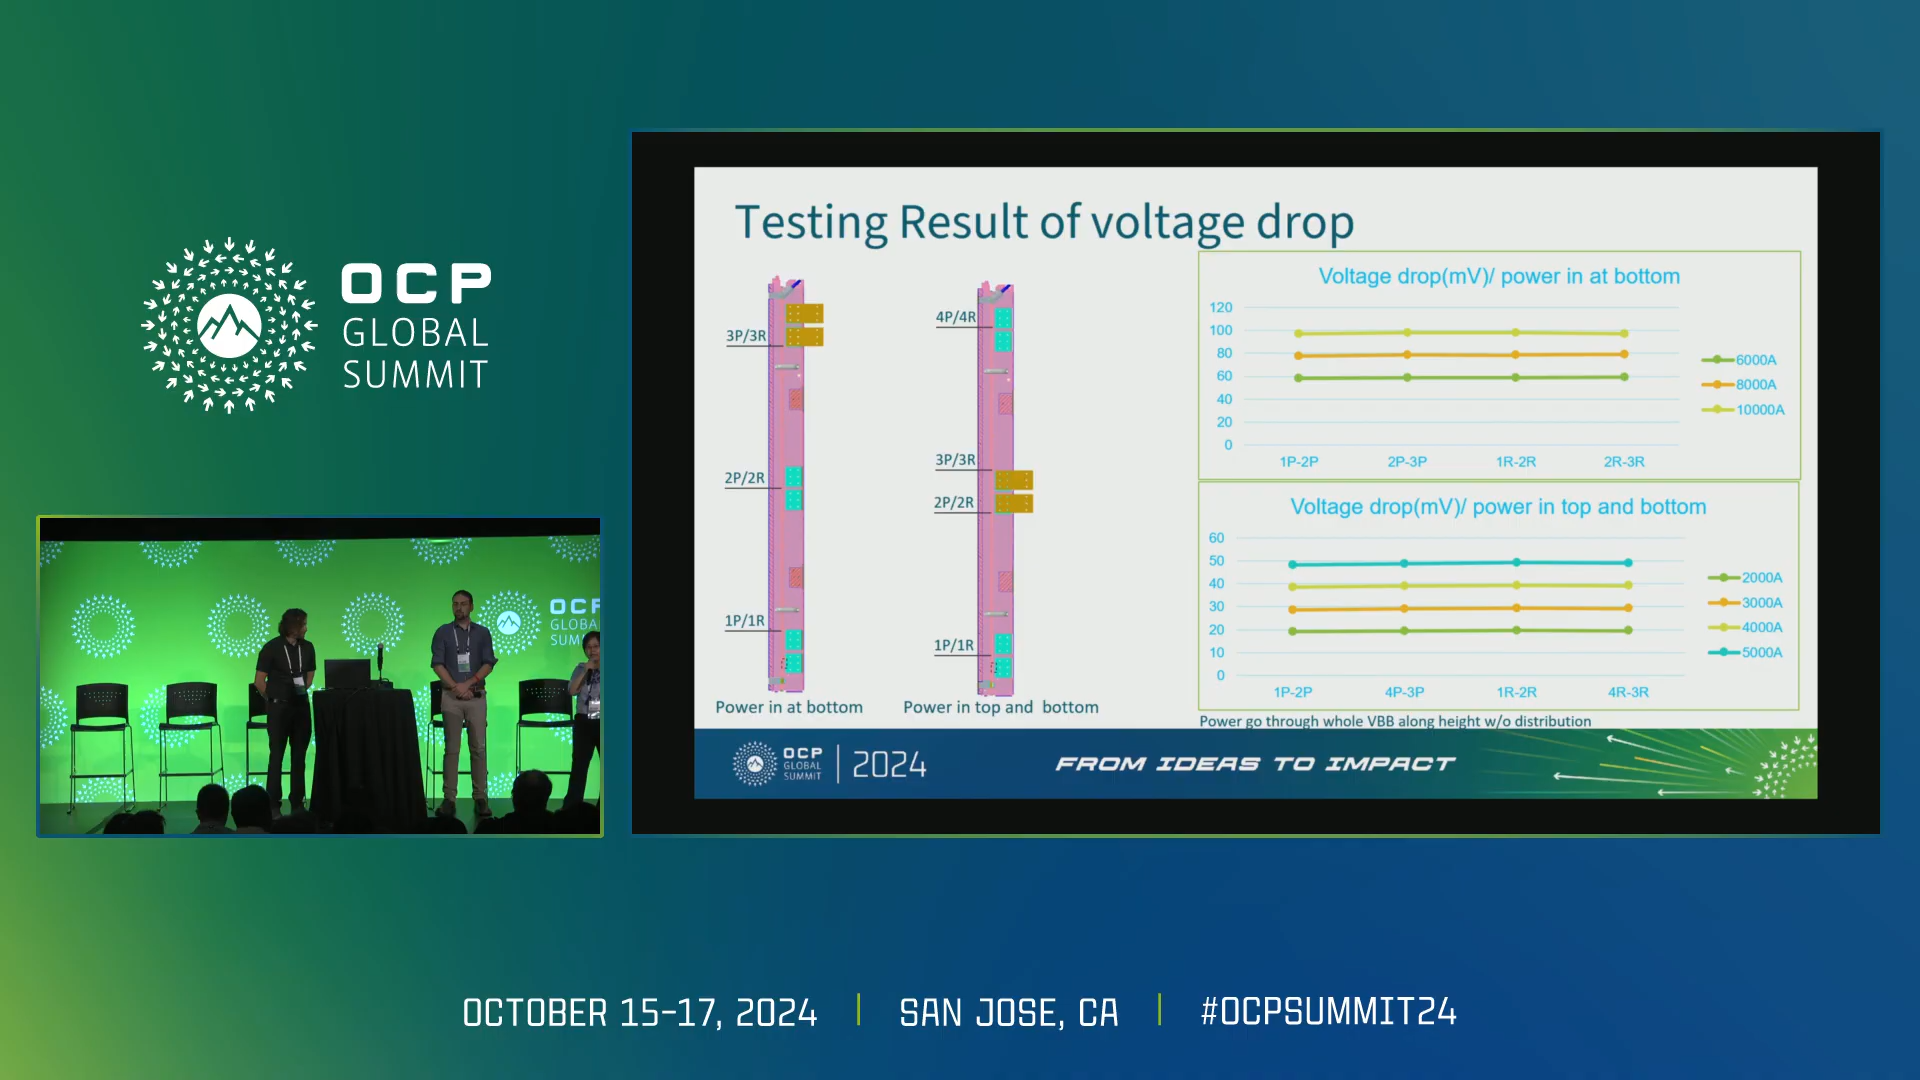 OCP
GLOBAL
SUMMIT
Testing Result of voltage drop
3P/3R
2P/2R
1P/1R
Power in at bottom
4P/4R
3P/3R
2P/2R
1P/1R
Power in top and bottom
Voltage drop(mV)/ power in at bottom
120
100
80
60
40
20
0
1P-2P
2P-3P
1R-2R
2R-3R
6000A
8000A
10000A
Voltage drop(mV)/ power in top and bottom
60
50
40
30
20
10
0
1P-2P
4P-3P
1R-2R
4R-3R
2000A
3000A
4000A
5000A
Power go through whole VBB along height w/o distribution
OCP
GLOBAL
SUMMIT
2024
FROM IDEAS TO IMPACT
OCP
GLOBAL
SUMM
OCTOBER 15-17, 2024
SAN JOSE, CA
#OCPSUMMIT24